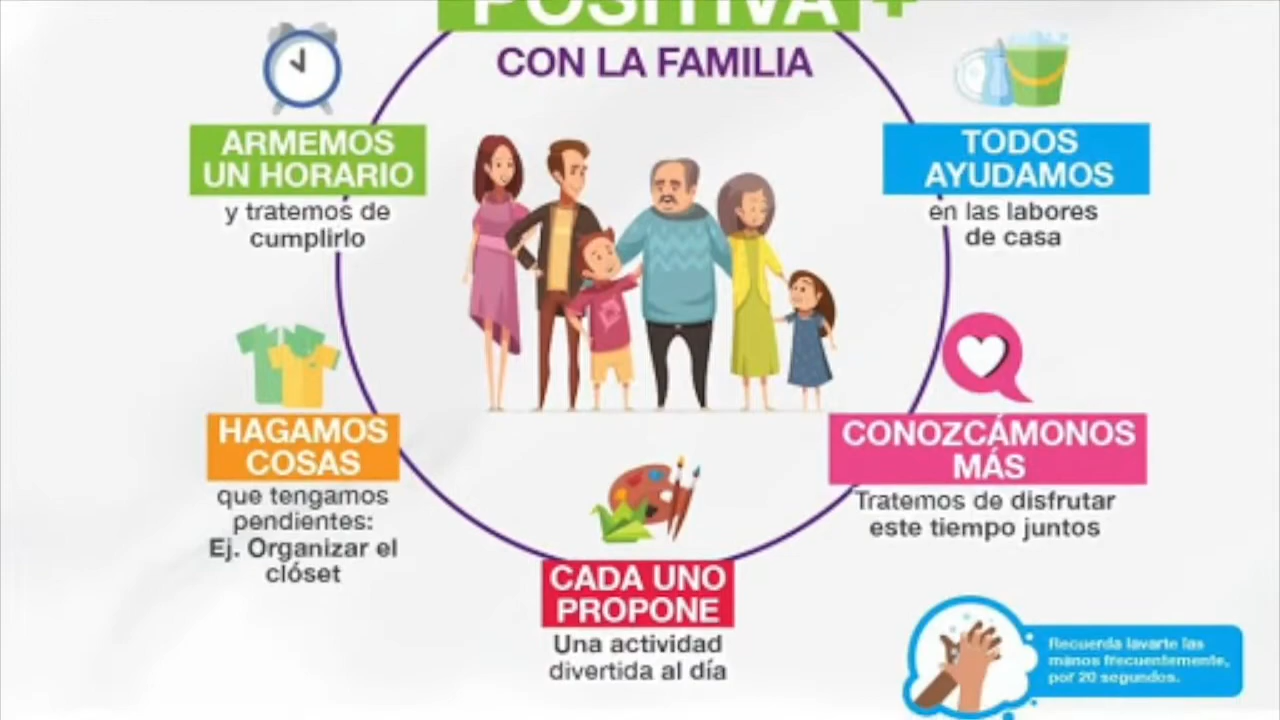 POSITIVA +
CON LA FAMILIA
ARMEMOS
UN HORARIO
y tratemos de
cumplirlo
TODOS
AYUDAMOS
en las labores
de casa
HAGAMOS
COSAS
que tengamos
pendientes:
Ej. Organizar el
clóset
CONOZCÁMONOS
MÁS
Tratemos de disfrutar
este tiempo juntos
CADA UNO
PROPONE
Una actividad
divertida al día
Recuerda lavarte las
manos frecuentemente,
por 20 segundos.